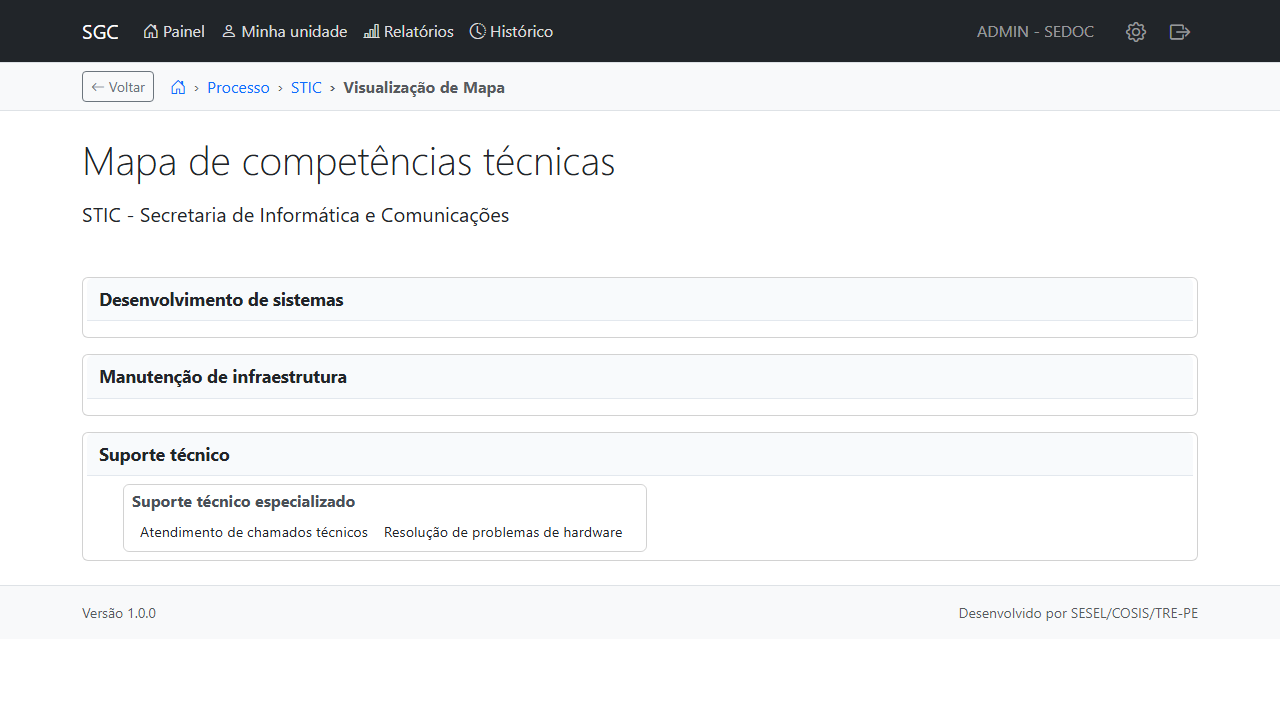 SGC Painel Minha unidade Relatórios Histórico ADMIN - SEDOC
Voltar › Processo › STIC › Visualização de Mapa
Mapa de competências técnicas
STIC - Secretaria de Informática e Comunicações
Desenvolvimento de sistemas
Manutenção de infraestrutura
Suporte técnico
Suporte técnico especializado
Atendimento de chamados técnicos Resolução de problemas de hardware
Versão 1.0.0 Desenvolvido por SESEL/COSIS/TRE-PE